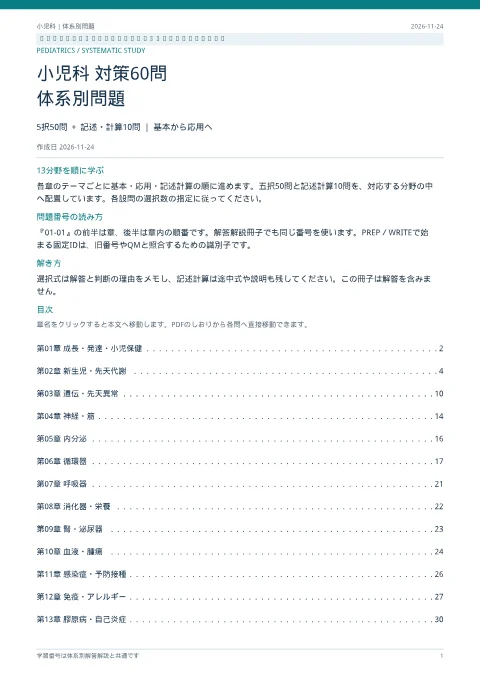 小児科 | 体系別問題
2026-11-24
PEDIATRICS / SYSTEMATIC STUDY
小児科 対策60問
体系別問題
5択50問 + 記述・計算10問 | 基本から応用へ
作成日 2026-11-24
13分野を順に学ぶ
各章のテーマごとに基本・応用・記述計算の順に進めます。五択50問と記述計算10問を、対応する分野の中
へ配置しています。各設問の選択数の指定に従ってください。
問題番号の読み方
『01-01』の前半は章、後半は章内の順番です。解答解説冊子でも同じ番号を使います。PREP / WRITEで始
まる固定IDは、旧番号やQMと照合するための識別子です。
解き方
選択式は解答と判断の理由をメモし、記述計算は途中式や説明も残してください。この冊子は解答を含みま
せん。
目次
章名をクリックすると本文へ移動します。PDFのしおりから各問へ直接移動できます。
第01章 成長・発達・小児保健 2
第02章 新生児・先天代謝 4
第03章 遺伝・先天異常 10
第04章 神経・筋 14
第05章 内分泌 16
第06章 循環器 17
第07章 呼吸器 21
第08章 消化器・栄養 22
第09章 腎・泌尿器 23
第10章 血液・腫瘍 24
第11章 感染症・予防接種 26
第12章 免疫・アレルギー 27
第13章 膠原病・自己炎症 30
学習番号は体系別解答解説と共通です
1